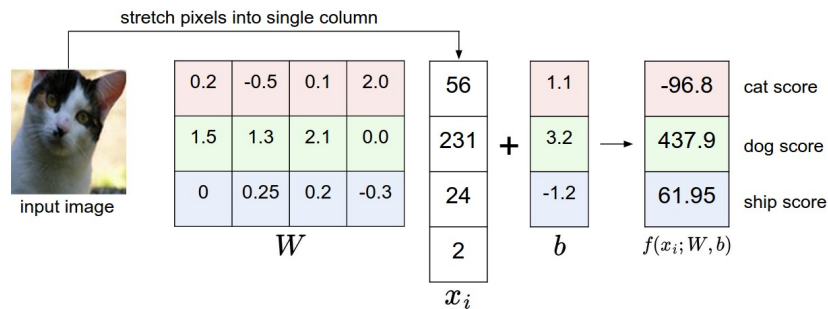 stretch pixels into single column
0.2 -0.5 0.1 2.0 56 1.1 -96.8 cat score
1.5 1.3 2.1 0.0 231 + 3.2 → 437.9 dog score
0 0.25 0.2 -0.3 24 -1.2 61.95 ship score
input image
2
W b f(x_i; W, b)
x_i